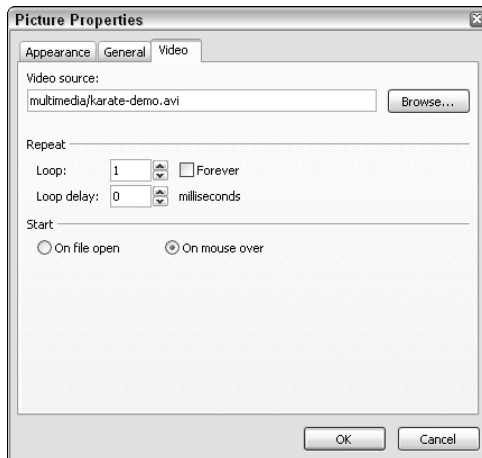 Picture Properties
Appearance General Video
Video source:
multimedia/karate-demo.avi Browse...
Repeat
Loop: 1 Forever
Loop delay: 0 milliseconds
Start
On file open On mouse over
OK Cancel